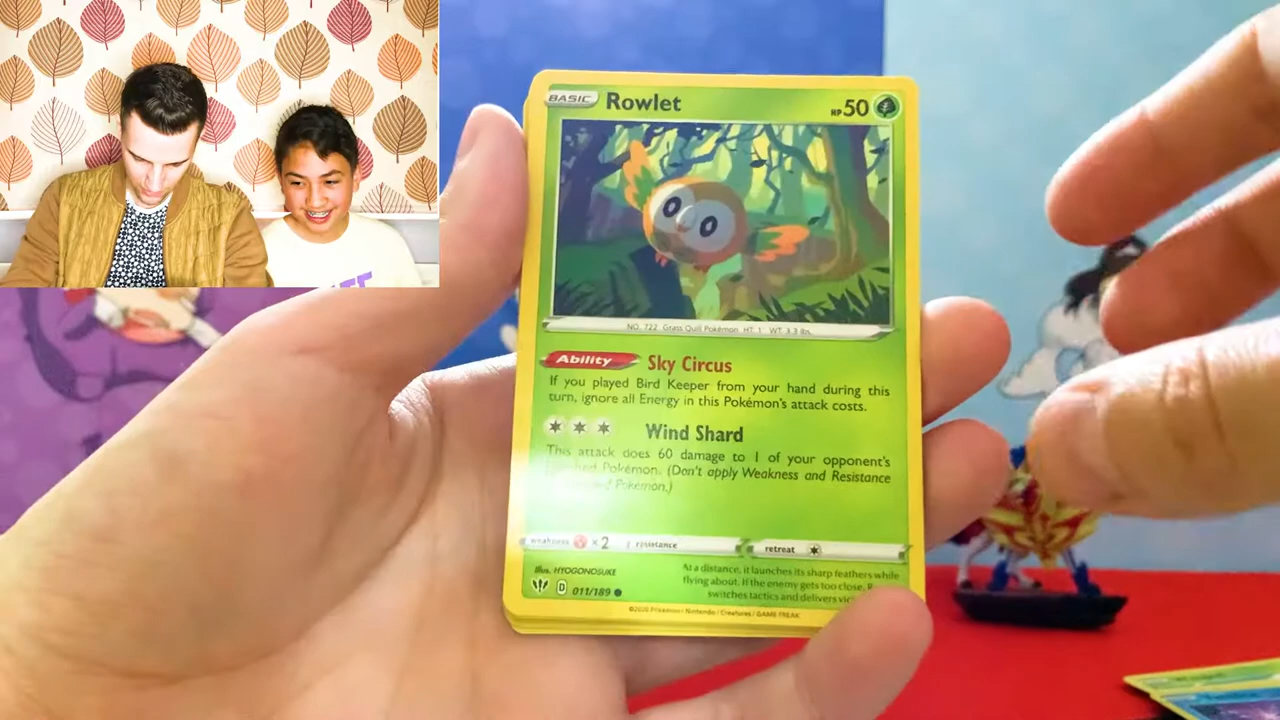 BASIC Rowlet HP 50
NO. 722 Grass Quill Pokémon HT: 1 WT: 3.3 lbs.
Ability Sky Circus
If you played Bird Keeper from your hand during this
turn, ignore all Energy in this Pokémon's attack costs.
Wind Shard
This attack does 60 damage to 1 of your opponent's
Pokémon. (Don't apply Weakness and Resistance
Pokémon.)
weakness ×2 resistance retreat
Illus. HYOGONOSUKE
D 011/189
At a distance, it launches its sharp feathers while
flying about. If the enemy gets too close,
switches tactics and delivers
©2020 Pokémon / Nintendo / Creatures / GAME FREAK